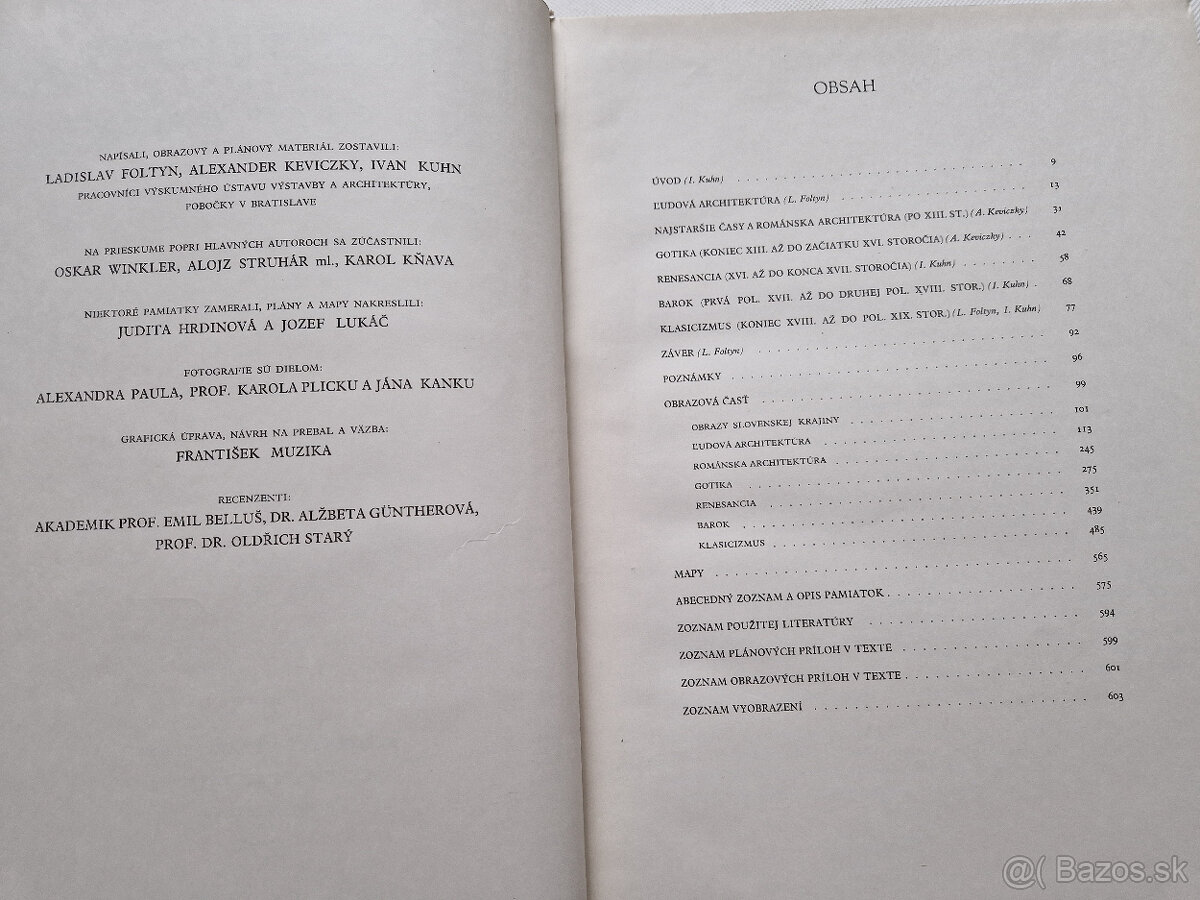 NAPÍSALI, OBRAZOVÝ A PLÁNOVÝ MATERIÁL ZOSTAVILI:
LADISLAV FOLTYN, ALEXANDER KEVICZKY, IVAN KUHN
PRACOVNÍCI VÝSKUMNÉHO ÚSTAVU VÝSTAVBY A ARCHITEKTÚRY,
POBOČKY V BRATISLAVE
NA PRIESKUME POPRI HLAVNÝCH AUTOROCH SA ZÚČASTNILI:
OSKAR WINKLER, ALOJZ STRUHÁR ml., KAROL KŇAVA
NIEKTORÉ PAMIATKY ZAMERALI, PLÁNY A MAPY NAKRESLILI:
JUDITA HRDINOVÁ A JOZEF LUKÁČ
FOTOGRAFIE SÚ DIELOM:
ALEXANDRA PAULA, PROF. KAROLA PLICKU A JÁNA KANKU
GRAFICKÁ ÚPRAVA, NÁVRH NA PREBAL A VÄZBA:
FRANTIŠEK MUZIKA
RECENZENTI:
AKADEMIK PROF. EMIL BELLUŠ, DR. ALŽBETA GÜNTHEROVÁ,
PROF. DR. OLDŘICH STARÝ
OBSAH
ÚVOD (I. Kuhn) . . . . . . . . . . 9
ĽUDOVÁ ARCHITEKTÚRA (L. Foltyn) . . . . . . . . . . 13
NAJSTARŠIE ČASY A ROMÁNSKA ARCHITEKTÚRA (PO XIII. ST.) (A. Keviczky) 31
GOTIKA (KONIEC XIII. AŽ DO ZAČIATKU XVI. STOROČIA) (A. Keviczky) . . . 42
RENESANCIA (XVI. AŽ DO KONCA XVII. STOROČIA) (I. Kuhn) . . . . . . . 58
BAROK (PRVÁ POL. XVII. AŽ DO DRUHEJ POL. XVIII. STOR.) (I. Kuhn) . 68
KLASICIZMUS (KONIEC XVIII. AŽ DO POL. XIX. STOR.) (L. Foltyn, I. Kuhn) 77
ZÁVER (L. Foltyn) . . . . . . . . . . 92
POZNÁMKY . . . . . . . . . . 96
OBRAZOVÁ ČASŤ . . . . . . . . . . 99
OBRAZY SLOVENSKEJ KRAJINY . . . . . . . . . . 101
ĽUDOVÁ ARCHITEKTÚRA . . . . . . . . . . 113
ROMÁNSKA ARCHITEKTÚRA . . . . . . . . . . 245
GOTIKA . . . . . . . . . . 275
RENESANCIA . . . . . . . . . . 351
BAROK . . . . . . . . . . 439
KLASICIZMUS . . . . . . . . . . 485
MAPY . . . . . . . . . . 565
ABECEDNÝ ZOZNAM A OPIS PAMIATOK . . . . . . . . . . 575
ZOZNAM POUŽITEJ LITERATÚRY . . . . . . . . . . 594
ZOZNAM PLÁNOVÝCH PRÍLOH V TEXTE . . . . . . . . . . 599
ZOZNAM OBRAZOVÝCH PRÍLOH V TEXTE . . . . . . . . . . 601
ZOZNAM VYOBRAZENÍ . . . . . . . . . . 603
@( Bazos.sk